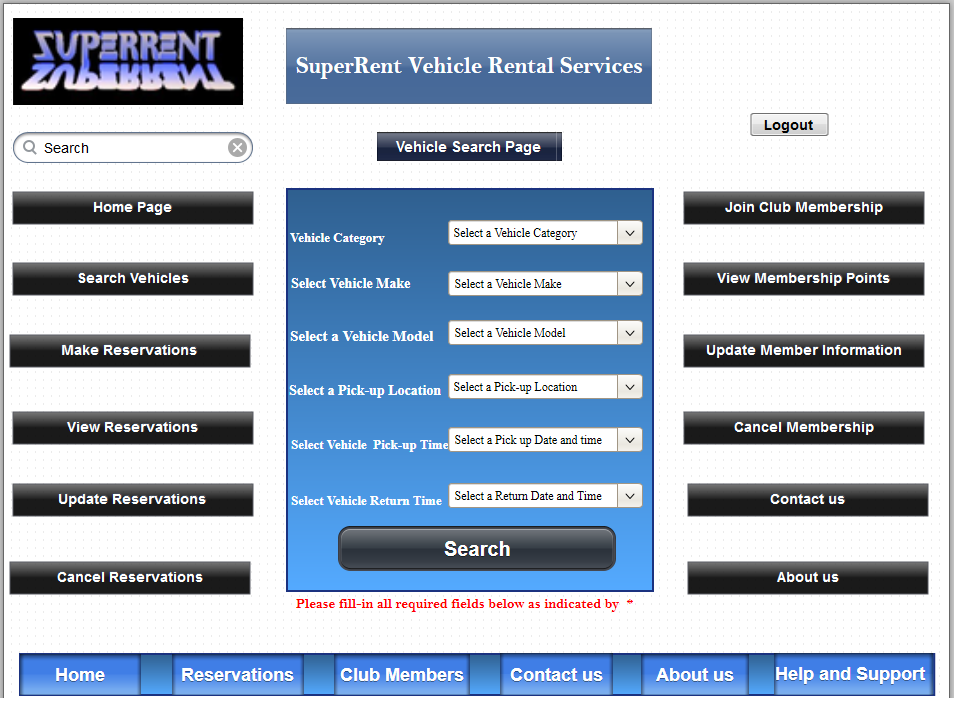 SUPERRENT
SuperRent Vehicle Rental Services
Logout
Search
Vehicle Search Page
Home Page
Search Vehicles
Make Reservations
View Reservations
Update Reservations
Cancel Reservations
Vehicle Category
Select a Vehicle Category
Select Vehicle Make
Select a Vehicle Make
Select a Vehicle Model
Select a Vehicle Model
Select a Pick-up Location
Select a Pick-up Location
Select Vehicle Pick-up Time
Select a Pick up Date and time
Select Vehicle Return Time
Select a Return Date and Time
Search
Please fill-in all required fields below as indicated by *
Join Club Membership
View Membership Points
Update Member Information
Cancel Membership
Contact us
About us
Home
Reservations
Club Members
Contact us
About us
Help and Support